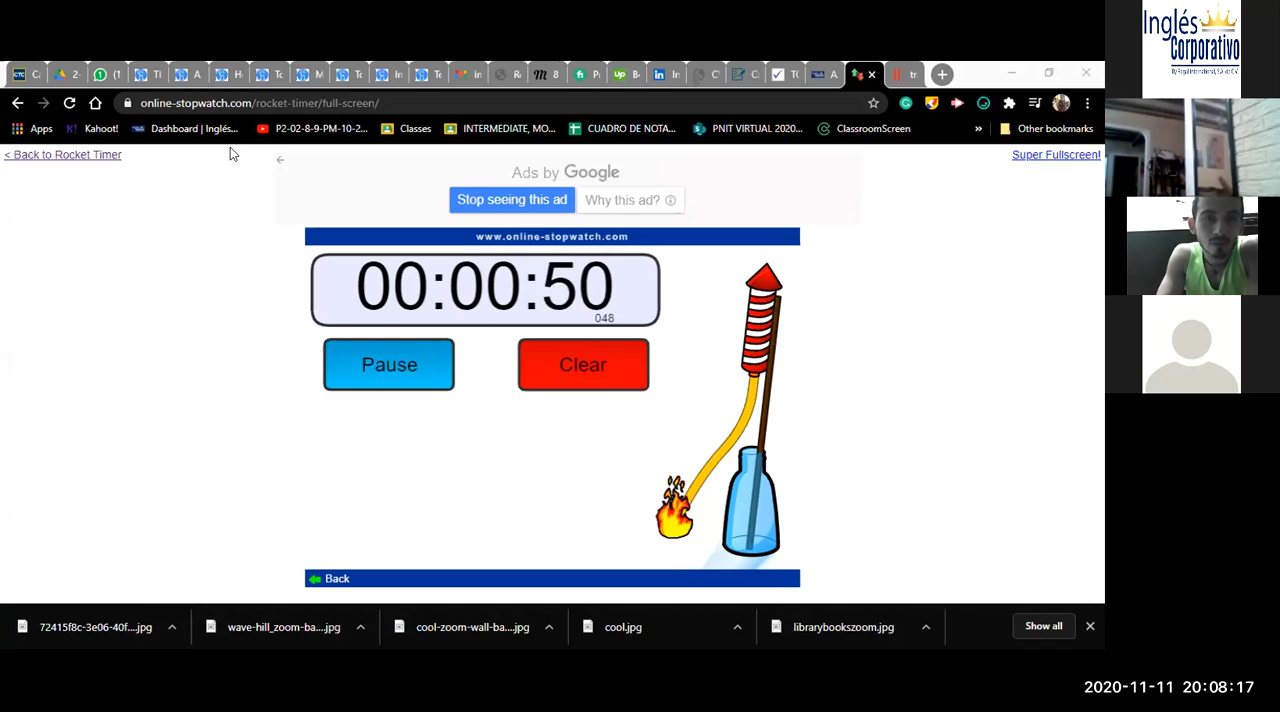 Inglés
Corporativo
By Regal International, S.A. de C.V.
online-stopwatch.com/rocket-timer/full-screen/
Apps
Kahoot!
Dashboard | Inglés...
P2-02-8-9-PM-10-2...
Classes
INTERMEDIATE, MO...
CUADRO DE NOTA...
PNIT VIRTUAL 2020...
ClassroomScreen
»
Other bookmarks
< Back to Rocket Timer
Super Fullscreen!
Ads by Google
Stop seeing this ad
Why this ad?
www.online-stopwatch.com
00:00:50
048
Pause
Clear
Back
72415f8c-3e06-40f....jpg
wave-hill_zoom-ba....jpg
cool-zoom-wall-ba....jpg
cool.jpg
librarybookszoom.jpg
Show all
2020-11-11 20:08:17